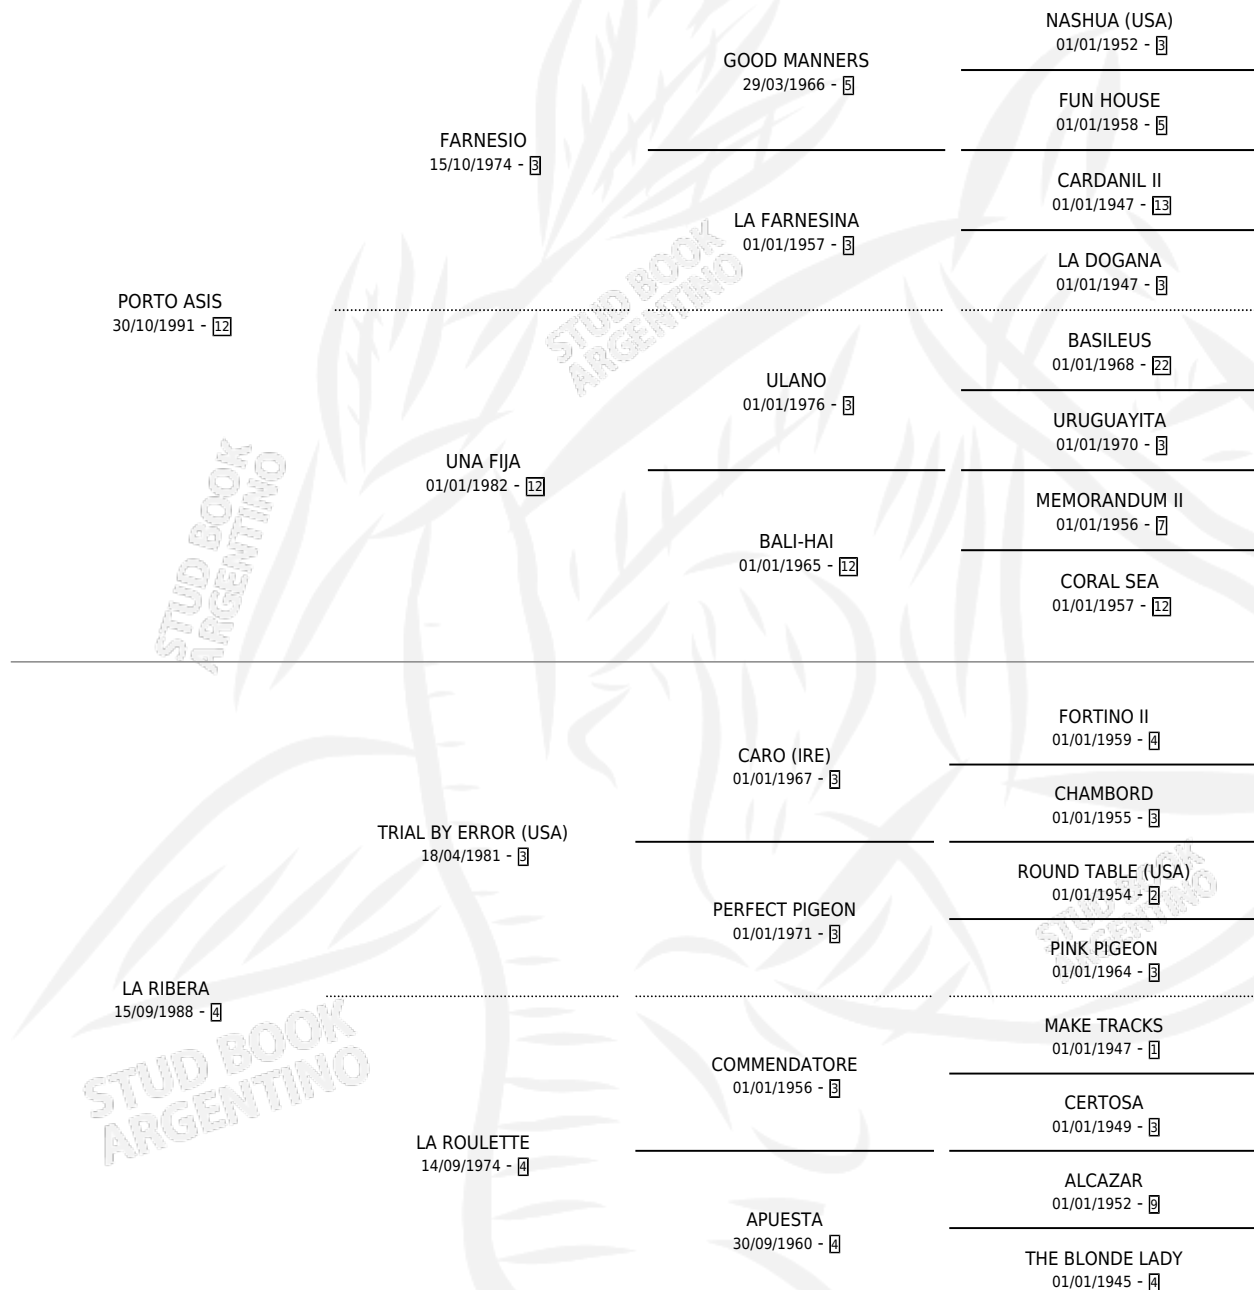 NASHUA (USA)
01/01/1952 - 3
GOOD MANNERS
29/03/1966 - 5
FUN HOUSE
01/01/1958 - 5
FARNESIO
15/10/1974 - 3
CARDANIL II
01/01/1947 - 13
LA FARNESINA
01/01/1957 - 3
LA DOGANA
01/01/1947 - 3
PORTO ASIS
30/10/1991 - 12
BASILEUS
01/01/1968 - 22
ULANO
01/01/1976 - 3
URUGUAYITA
01/01/1970 - 3
UNA FIJA
01/01/1982 - 12
MEMORANDUM II
01/01/1956 - 7
BALI-HAI
01/01/1965 - 12
CORAL SEA
01/01/1957 - 12
FORTINO II
01/01/1959 - 4
CARO (IRE)
01/01/1967 - 3
CHAMBORD
01/01/1955 - 3
TRIAL BY ERROR (USA)
18/04/1981 - 3
ROUND TABLE (USA)
01/01/1954 - 2
PERFECT PIGEON
01/01/1971 - 3
PINK PIGEON
01/01/1964 - 3
LA RIBERA
15/09/1988 - 4
MAKE TRACKS
01/01/1947 - 1
COMMENDATORE
01/01/1956 - 3
CERTOSA
01/01/1949 - 3
LA ROULETTE
14/09/1974 - 4
ALCAZAR
01/01/1952 - 9
APUESTA
30/09/1960 - 4
THE BLONDE LADY
01/01/1945 - 4
STUD BOOK
ARGENTINO
STUD BOOK
ARGENTINO
STUD BOOK
ARGENTINO
STUD BOOK
ARGENTINO